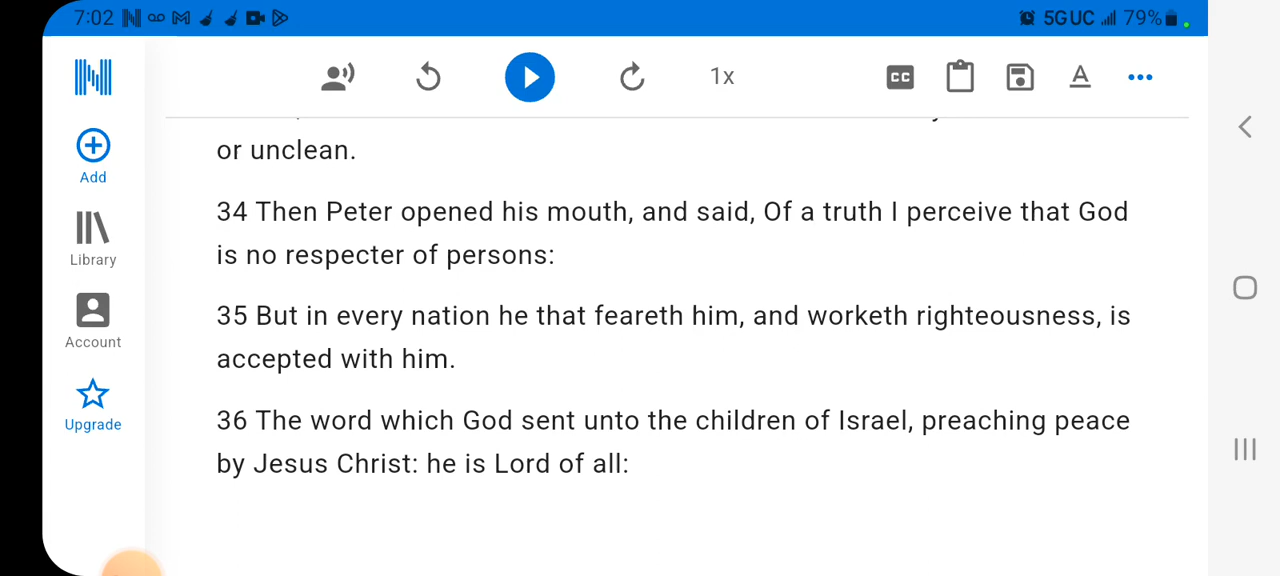 7:02
5G UC 79%
1x
CC
A
Add
Library
Account
Upgrade
or unclean.
34 Then Peter opened his mouth, and said, Of a truth I perceive that God
is no respecter of persons:
35 But in every nation he that feareth him, and worketh righteousness, is
accepted with him.
36 The word which God sent unto the children of Israel, preaching peace
by Jesus Christ: he is Lord of all: